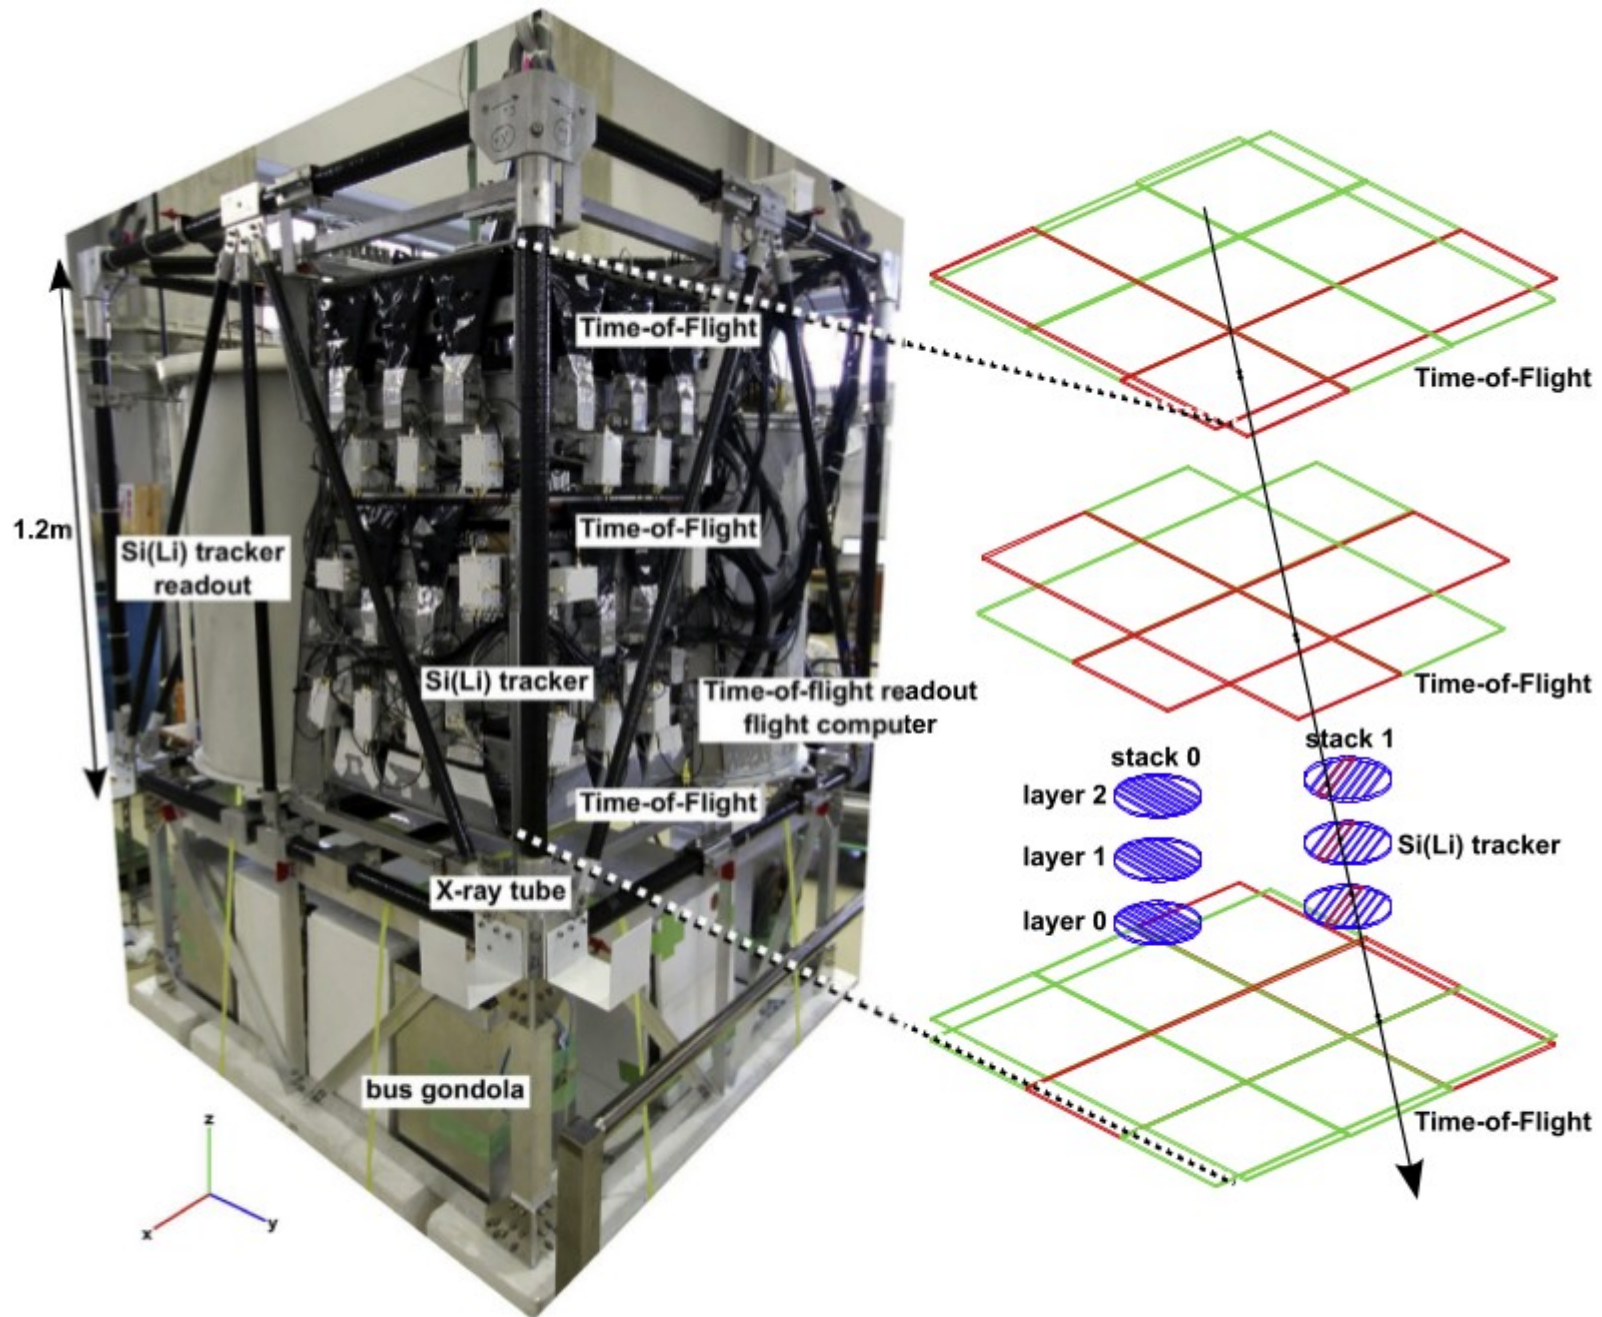 Time-of-Flight
Time-of-Flight
1.2m
Time-of-Flight
Si(Li) tracker
readout
Si(Li) tracker
Time-of-flight readout
flight computer
Time-of-Flight
stack 0
stack 1
layer 2
Time-of-Flight
layer 1
Si(Li) tracker
X-ray tube
layer 0
bus gondola
Time-of-Flight
z
x
y